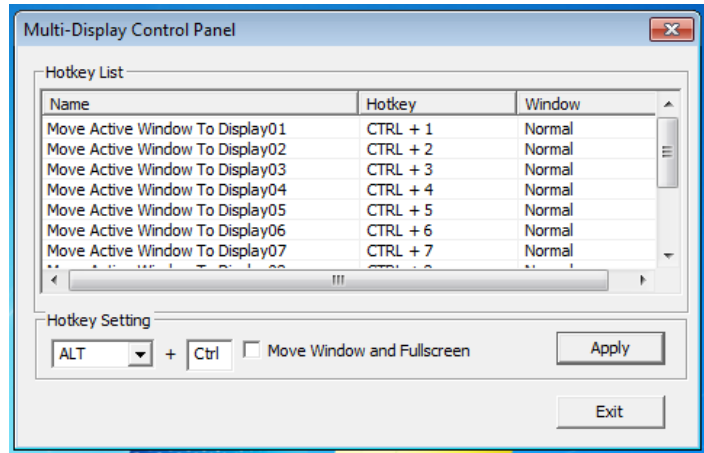 Multi-Display Control Panel
Hotkey List
Name Hotkey Window
Move Active Window To Display01 CTRL + 1 Normal
Move Active Window To Display02 CTRL + 2 Normal
Move Active Window To Display03 CTRL + 3 Normal
Move Active Window To Display04 CTRL + 4 Normal
Move Active Window To Display05 CTRL + 5 Normal
Move Active Window To Display06 CTRL + 6 Normal
Move Active Window To Display07 CTRL + 7 Normal
Hotkey Setting
ALT + Ctrl Move Window and Fullscreen Apply
Exit